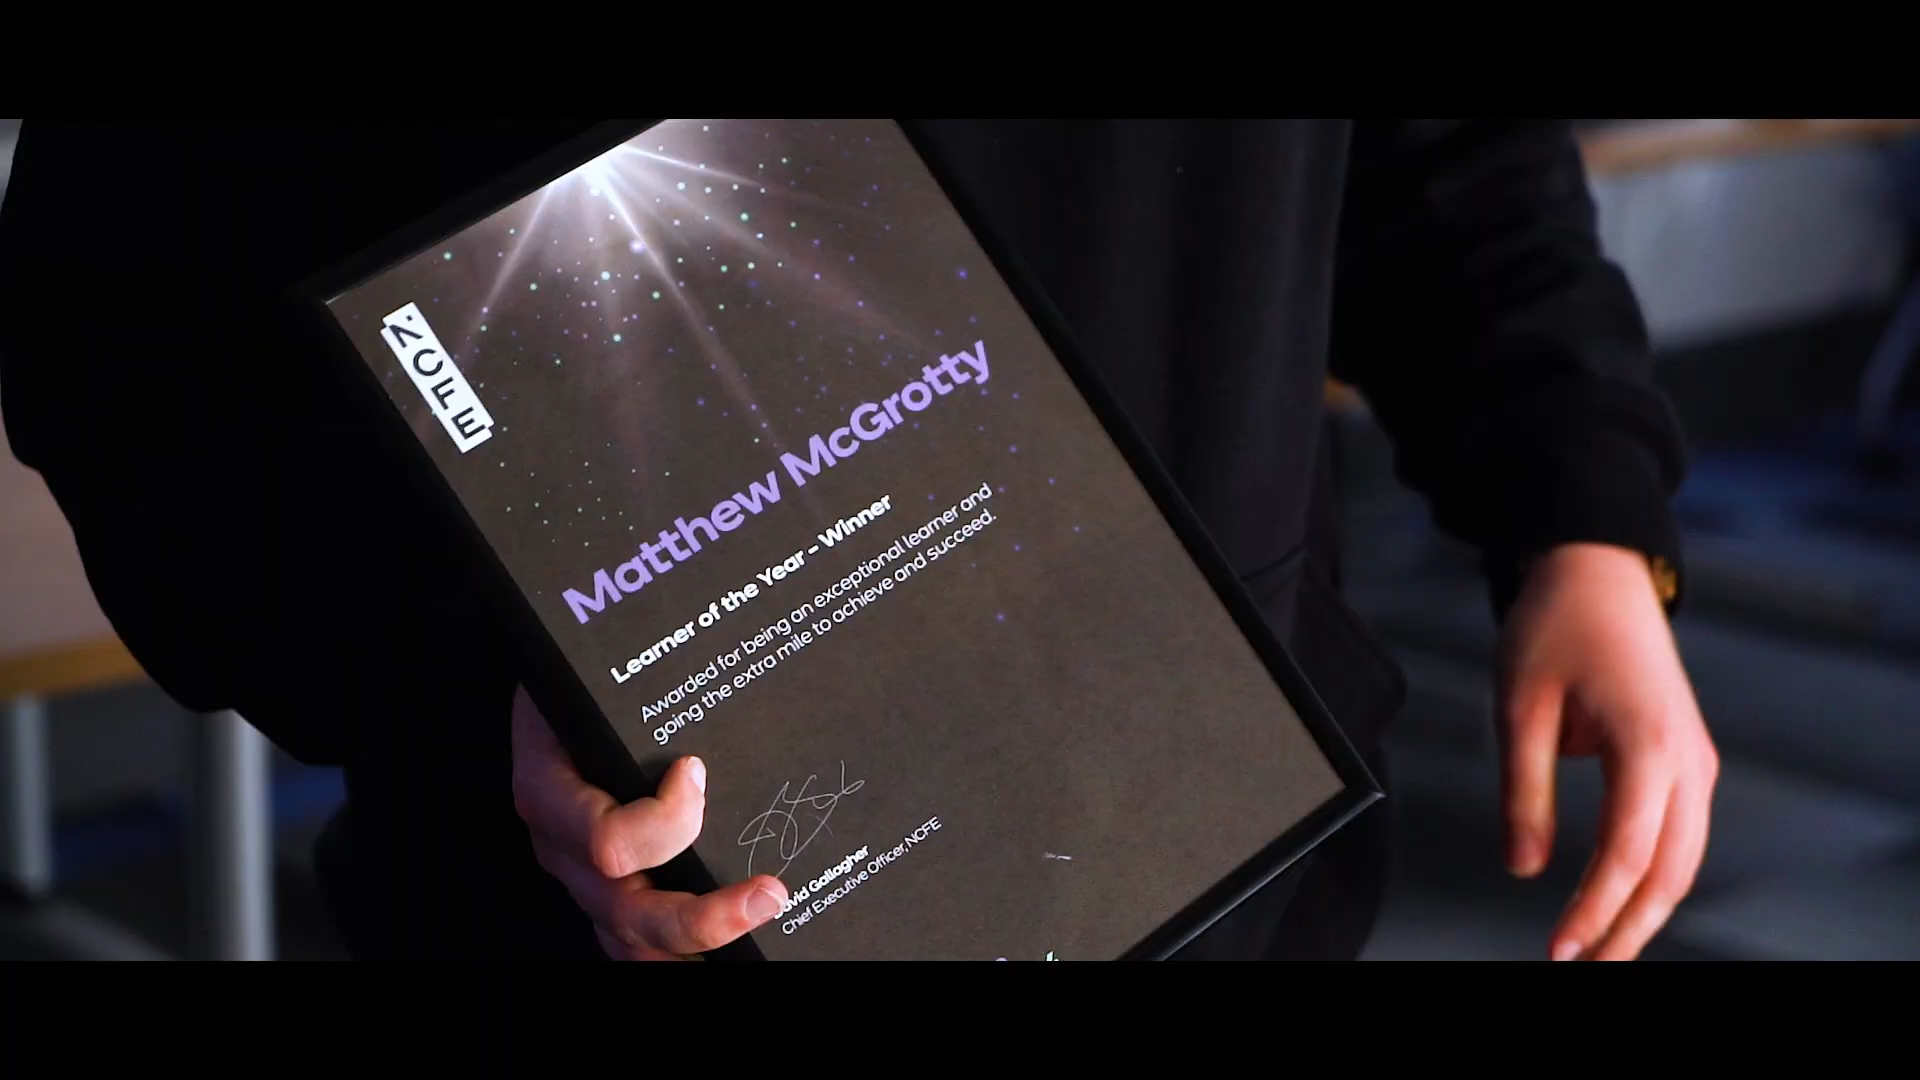 NCFE
Matthew McGrotty
Learner of the Year - Winner
Awarded for being an exceptional learner and
going the extra mile to achieve and succeed.
David Gallagher
Chief Executive Officer, NCFE